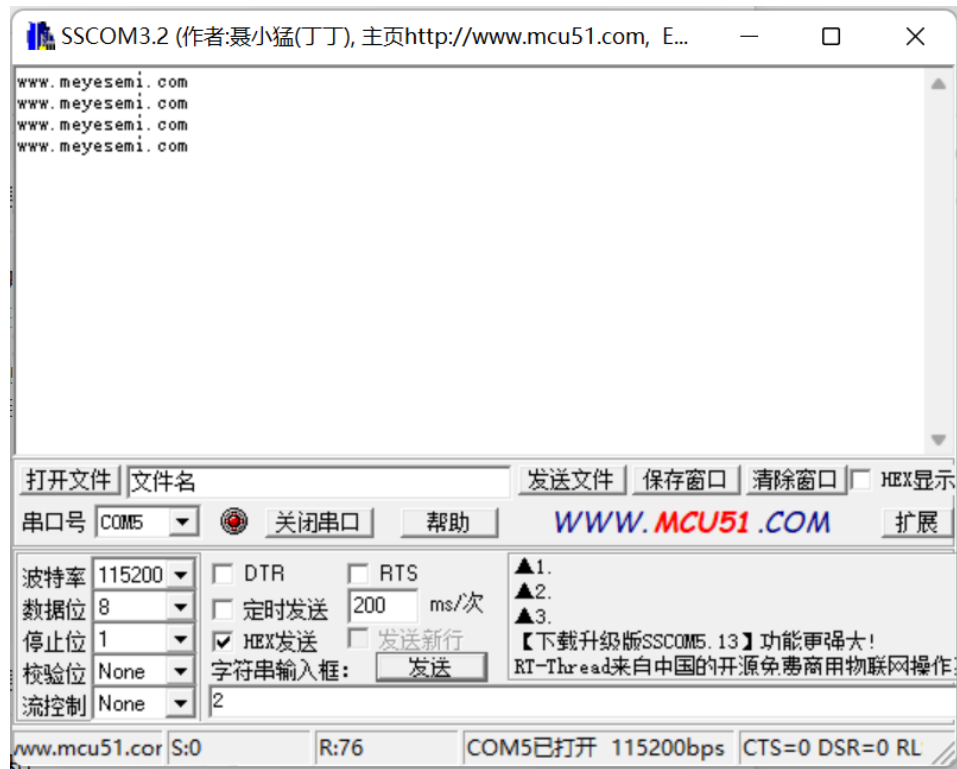 SSCOM3.2 (作者:聂小猛(丁丁), 主页http://www.mcu51.com, E...
www.meyesemi.com
www.meyesemi.com
www.meyesemi.com
www.meyesemi.com
打开文件 文件名 发送文件 保存窗口 清除窗口 HEX显示
串口号 COM5 关闭串口 帮助 WWW.MCU51.COM 扩展
波特率 115200 DTR RTS
数据位 8 定时发送 200 ms/次
停止位 1 HEX发送 发送新行
校验位 None 字符串输入框: 发送
流控制 None 2
▲1.
▲2.
▲3.
【下载升级版SSCOM5.13】功能更强大!
RT-Thread来自中国的开源免费商用物联网操作
www.mcu51.cor S:0 R:76 COM5已打开 115200bps CTS=0 DSR=0 RL